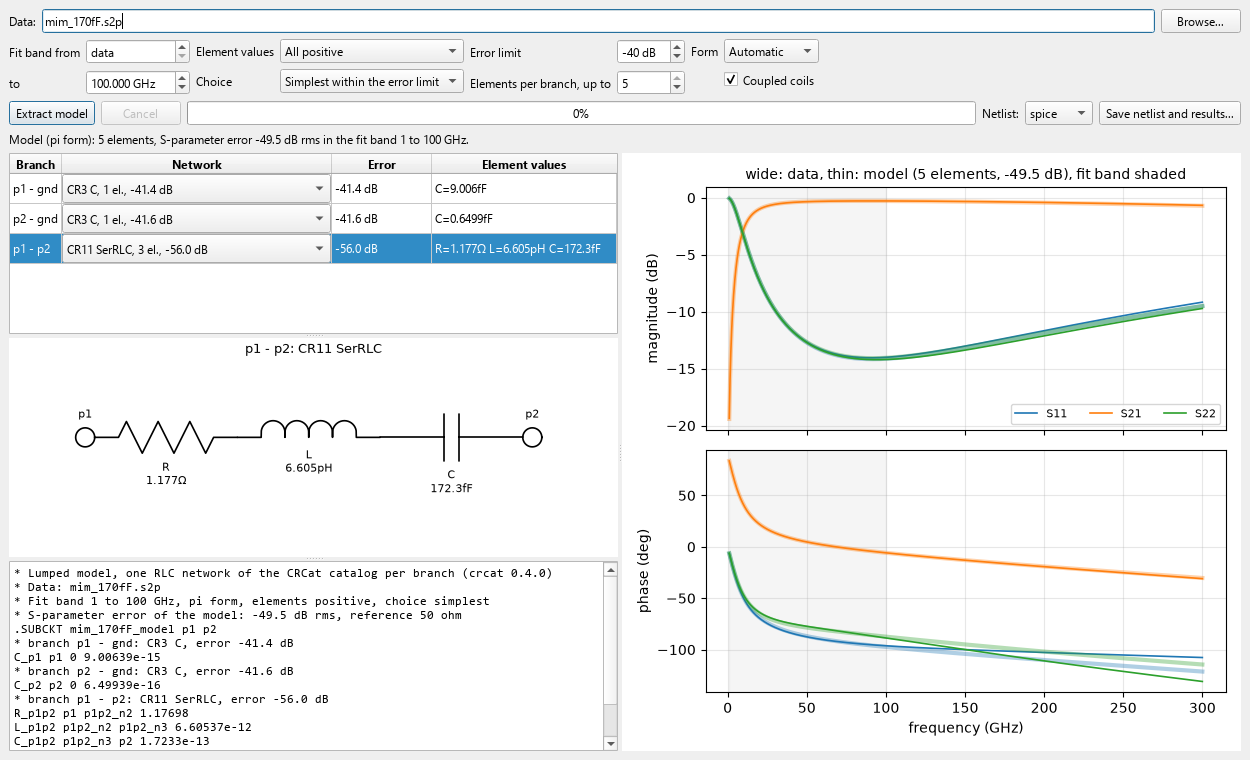 Data: mim_170fF.s2p Browse...
Fit band from data Element values All positive Error limit -40 dB Form Automatic
to 100.000 GHz Choice Simplest within the error limit Elements per branch, up to 5 Coupled coils
Extract model Cancel 0% Netlist: spice Save netlist and results...
Model (pi form): 5 elements, S-parameter error -49.5 dB rms in the fit band 1 to 100 GHz.
Branch Network Error Element values
p1 - gnd CR3 C, 1 el., -41.4 dB -41.4 dB C=9.006fF
p2 - gnd CR3 C, 1 el., -41.6 dB -41.6 dB C=0.6499fF
p1 - p2 CR11 SerRLC, 3 el., -56.0 dB -56.0 dB R=1.177Ω L=6.605pH C=172.3fF
p1 - p2: CR11 SerRLC
p1 p2
R
1.177Ω
L
6.605pH
C
172.3fF
* Lumped model, one RLC network of the CRCat catalog per branch (crcat 0.4.0)
* Data: mim_170fF.s2p
* Fit band 1 to 100 GHz, pi form, elements positive, choice simplest
* S-parameter error of the model: -49.5 dB rms, reference 50 ohm
.SUBCKT mim_170fF_model p1 p2
* branch p1 - gnd: CR3 C, error -41.4 dB
C_p1 p1 0 9.00639e-15
* branch p2 - gnd: CR3 C, error -41.6 dB
C_p2 p2 0 6.49939e-16
* branch p1 - p2: CR11 SerRLC, error -56.0 dB
R_p1p2 p1 p1p2_n2 1.17698
L_p1p2 p1p2_n2 p1p2_n3 6.60537e-12
C_p1p2 p1p2_n3 p2 1.7233e-13
wide: data, thin: model (5 elements, -49.5 dB), fit band shaded
magnitude (dB)
0
−5
−10
−15
−20
S11 S21 S22
phase (deg)
50
0
−50
−100
0 50 100 150 200 250 300
frequency (GHz)